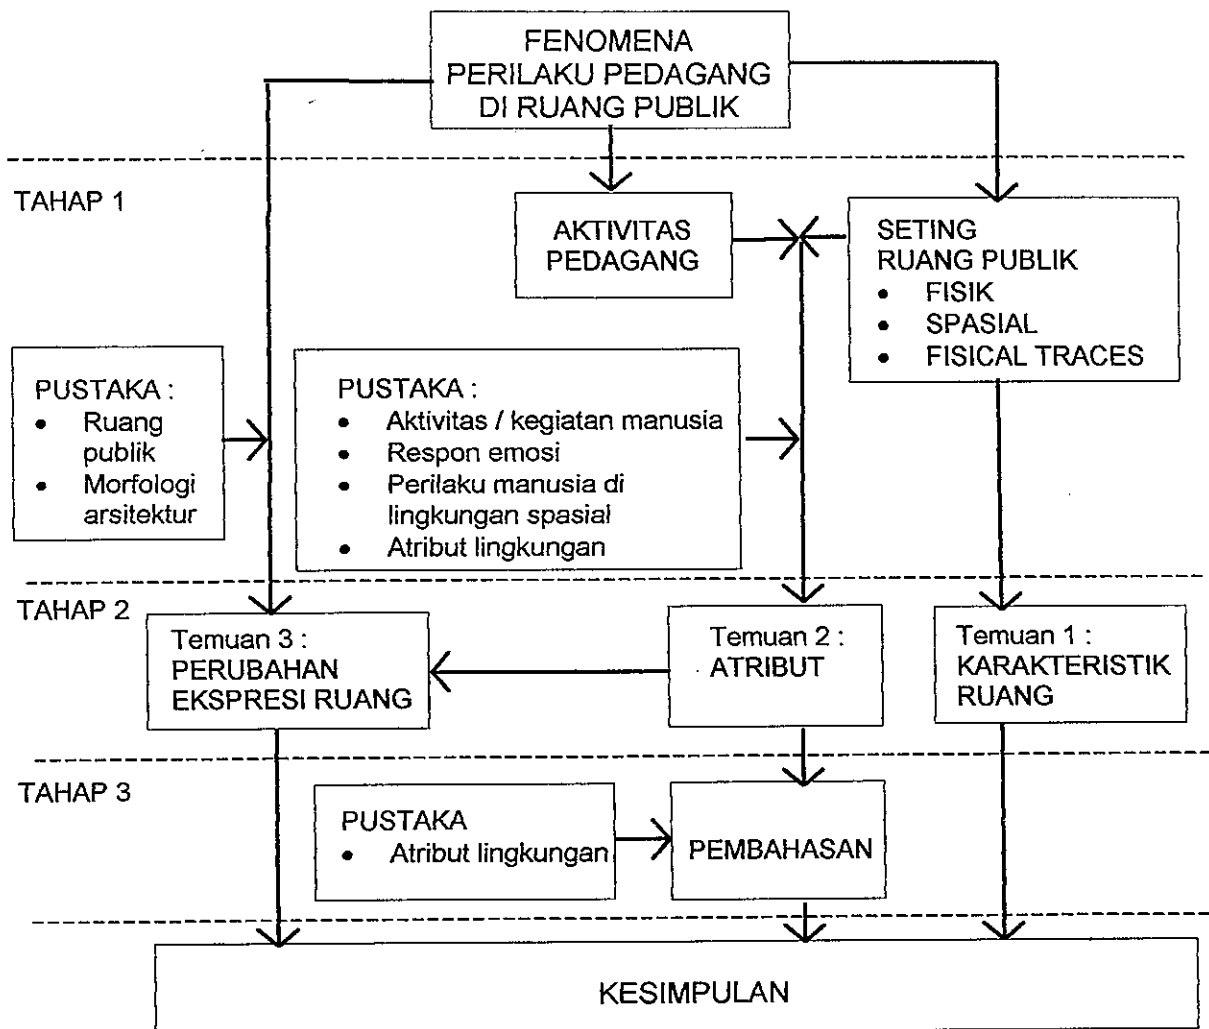 FENOMENA
PERILAKU PEDAGANG
DI RUANG PUBLIK
TAHAP 1
AKTIVITAS
PEDAGANG
SETING
RUANG PUBLIK
• FISIK
• SPASIAL
• FISICAL TRACES
PUSTAKA :
• Ruang
publik
• Morfologi
arsitektur
PUSTAKA :
• Aktivitas / kegiatan manusia
• Respon emosi
• Perilaku manusia di
lingkungan spasial
• Atribut lingkungan
TAHAP 2
Temuan 3 :
PERUBAHAN
EKSPRESI RUANG
Temuan 2 :
ATRIBUT
Temuan 1 :
KARAKTERISTIK
RUANG
TAHAP 3
PUSTAKA
• Atribut lingkungan
PEMBAHASAN
KESIMPULAN